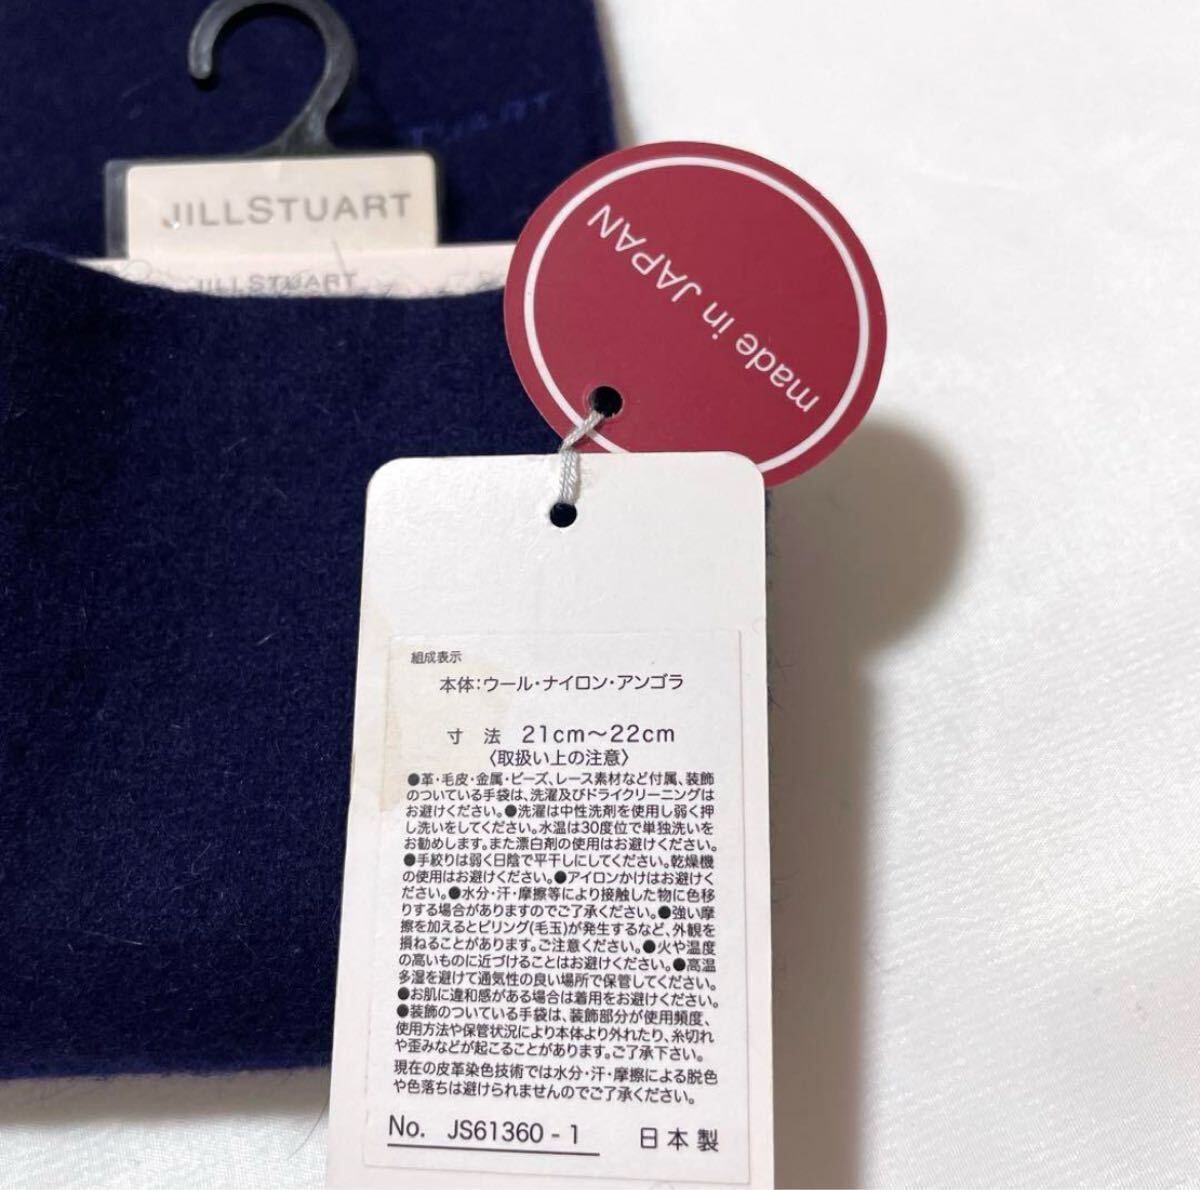 JILLSTUART
JILLSTUART
made in JAPAN
組成表示
本体:ウール・ナイロン・アンゴラ
寸 法 21cm〜22cm
〈取扱い上の注意〉
●革・毛皮・金属・ビーズ、レース素材など付属、装飾
のついている手袋は、洗濯及びドライクリーニングは
お避けください。●洗濯は中性洗剤を使用し弱く押
し洗いをしてください。水温は30度位で単独洗いを
お勧めします。また漂白剤の使用はお避けください。
●手絞りは弱く日陰で平干しにしてください。乾燥機
の使用はお避けください。●アイロンかけはお避けく
ださい。●水分・汗・摩擦等により接触した物に色移
りする場合がありますのでご了承ください。●強い摩
擦を加えるとピリング(毛玉)が発生するなど、外観を
損ねることがあります。ご注意ください。●火や温度
の高いものに近づけることはお避けください。●高温
多湿を避けて通気性の良い場所で保管してください。
●お肌に違和感がある場合は着用をお避けください。
●装飾のついている手袋は、装飾部分が使用頻度、
使用方法や保管状況により本体より外れたり、糸切れ
や歪みなどが起こることがあります。ご了承下さい。
現在の皮革染色技術では水分・汗・摩擦による脱色
や色落ちは避けられませんのでご了承ください。
No. JS61360 - 1 日本製